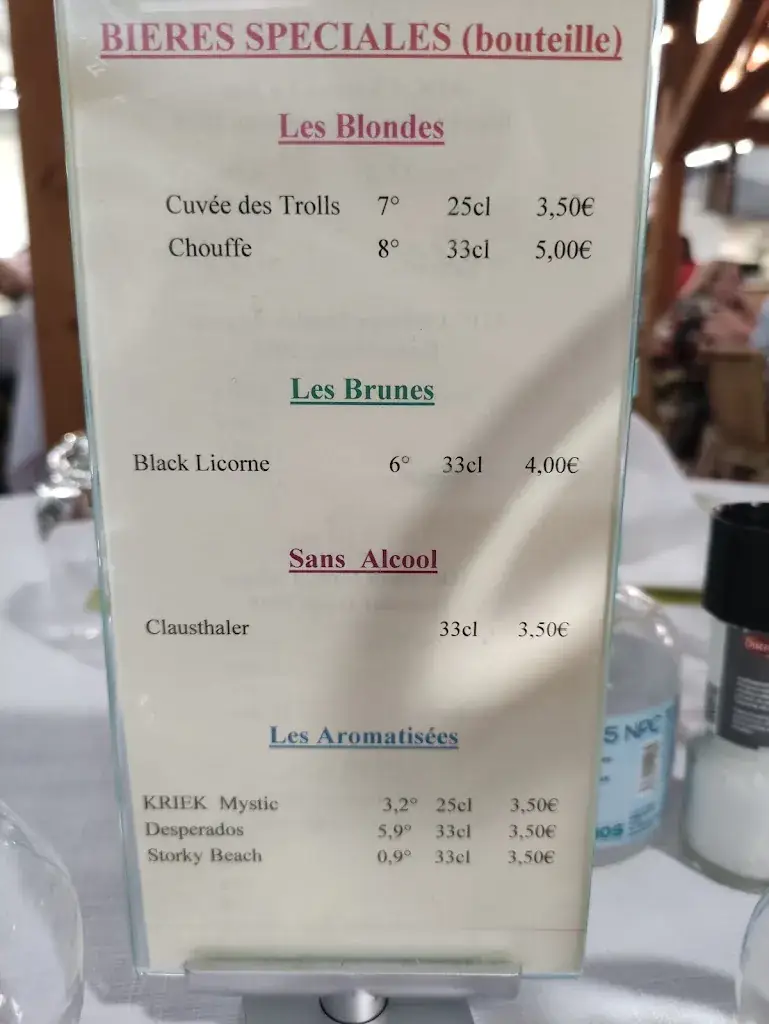 BIERES SPECIALES (bouteille)
Les Blondes
Cuvée des Trolls 7° 25cl 3,50€
Chouffe 8° 33cl 5,00€
Les Brunes
Black Licorne 6° 33cl 4,00€
Sans Alcool
Clausthaler 33cl 3,50€
Les Aromatisées
KRIEK Mystic 3,2° 25cl 3,50€
Desperados 5,9° 33cl 3,50€
Storky Beach 0,9° 33cl 3,50€
5 NPC